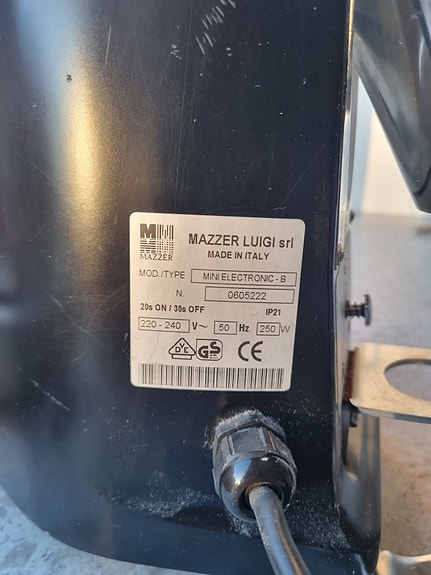 M
MAZZER
MAZZER LUIGI srl
MADE IN ITALY
MOD./TYPE MINI ELECTRONIC - B
N. 0605222
20s ON / 30s OFF IP21
220 - 240 V~ 50 Hz 250 W
DVE GS CE